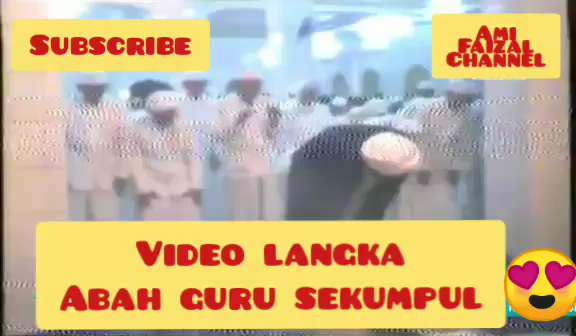 SUBSCRIBE
AMI
FAIZAL
CHANNEL
VIDEO LANGKA
ABAH GURU SEKUMPUL